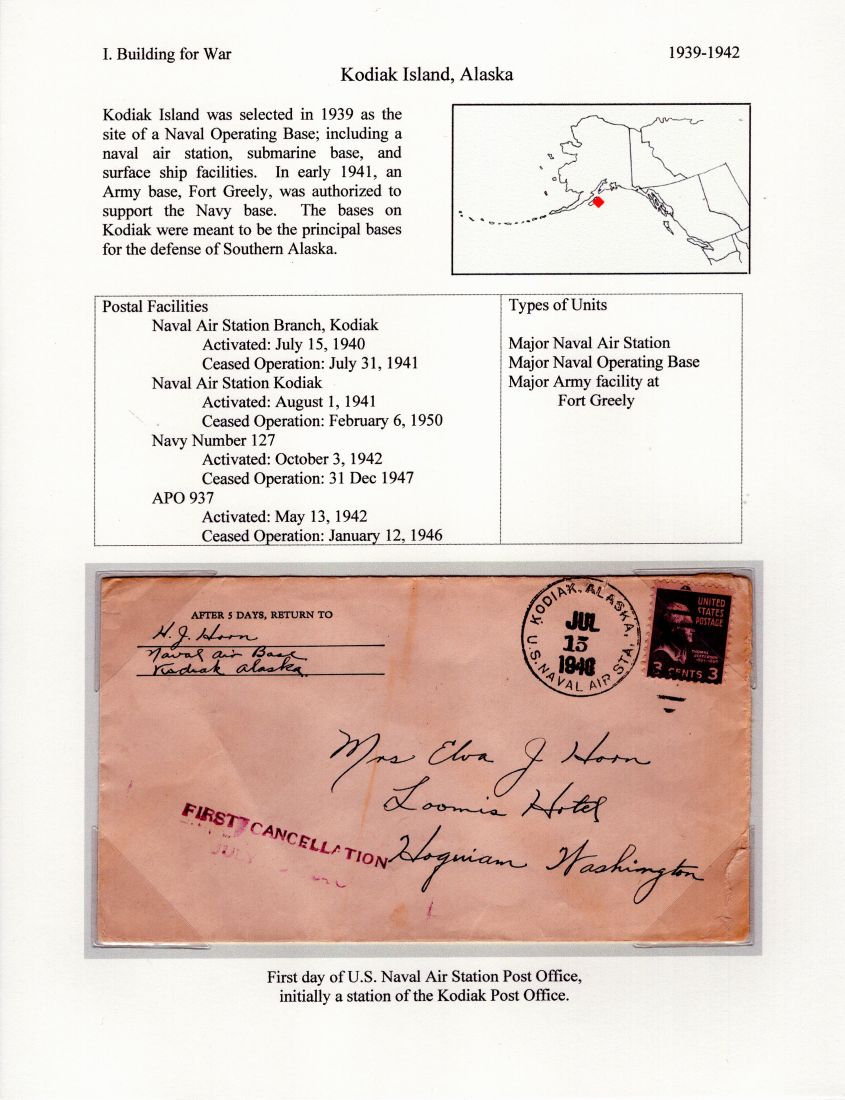 I. Building for War
1939-1942
Kodiak Island, Alaska
Kodiak Island was selected in 1939 as the
site of a Naval Operating Base; including a
naval air station, submarine base, and
surface ship facilities. In early 1941, an
Army base, Fort Greely, was authorized to
support the Navy base. The bases on
Kodiak were meant to be the principal bases
for the defense of Southern Alaska.
Postal Facilities
Naval Air Station Branch, Kodiak
Activated: July 15, 1940
Ceased Operation: July 31, 1941
Naval Air Station Kodiak
Activated: August 1, 1941
Ceased Operation: February 6, 1950
Navy Number 127
Activated: October 3, 1942
Ceased Operation: 31 Dec 1947
APO 937
Activated: May 13, 1942
Ceased Operation: January 12, 1946
Types of Units
Major Naval Air Station
Major Naval Operating Base
Major Army facility at
Fort Greely
AFTER 5 DAYS, RETURN TO
H. J. Horn
Naval Air Base
Kodiak Alaska.
KODIAK, ALASKA.
U.S. NAVAL AIR STA.
JUL
15
1940
UNITED
STATES
POSTAGE
THOMAS
JEFFERSON
3 CENTS 3
Mrs Elva J Horn
Loomis Hotel
Hoquiam Washington
FIRST CANCELLATION
JUL
First day of U.S. Naval Air Station Post Office,
initially a station of the Kodiak Post Office.